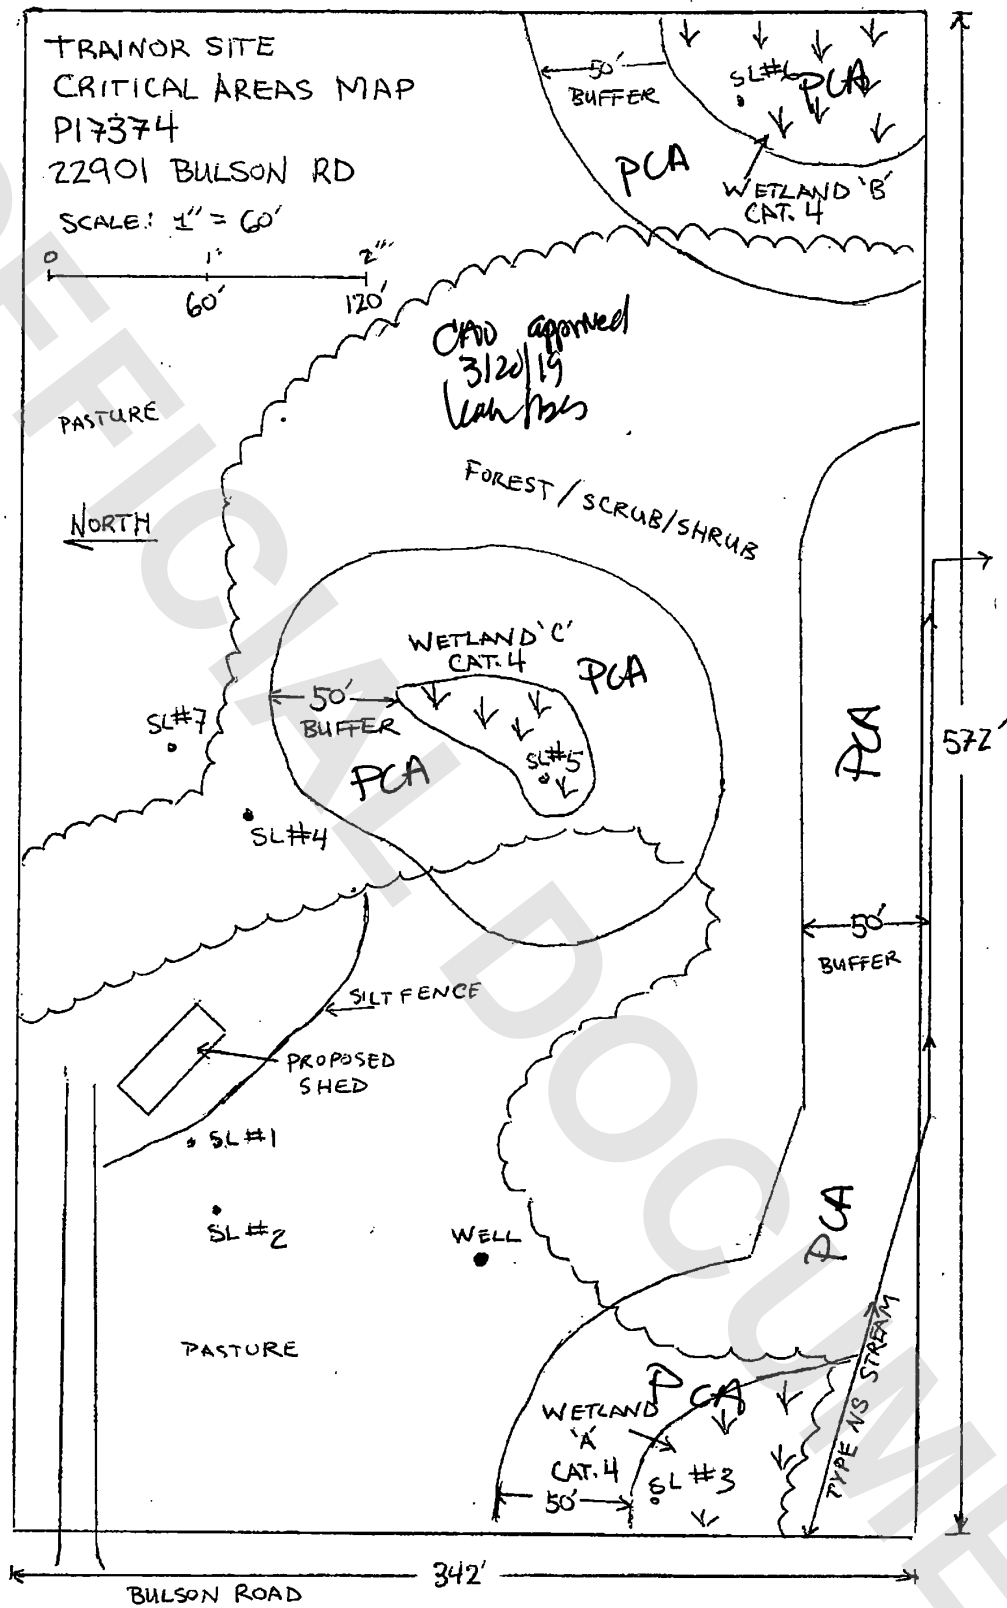 TRAINOR SITE
CRITICAL AREAS MAP
P17374
22901 BULSON RD
SCALE: 1" = 60'
0 1" 2"
60' 120'
50'
BUFFER
SL#6
PCA
PCA
WETLAND 'B'
CAT. 4
CAO approved
3/20/19
PASTURE
NORTH
FOREST / SCRUB/SHRUB
WETLAND 'C'
CAT. 4
PCA
50'
BUFFER
SL#7
PCA
SL#5
PCA
572'
SL#4
50'
BUFFER
SILT FENCE
PROPOSED
SHED
SL#1
SL#2
WELL
PCA
PASTURE
TYPE NS STREAM
PCA
WETLAND
'A'
CAT. 4
50'
SL#3
342'
BULSON ROAD
OFFICIAL DOCUME